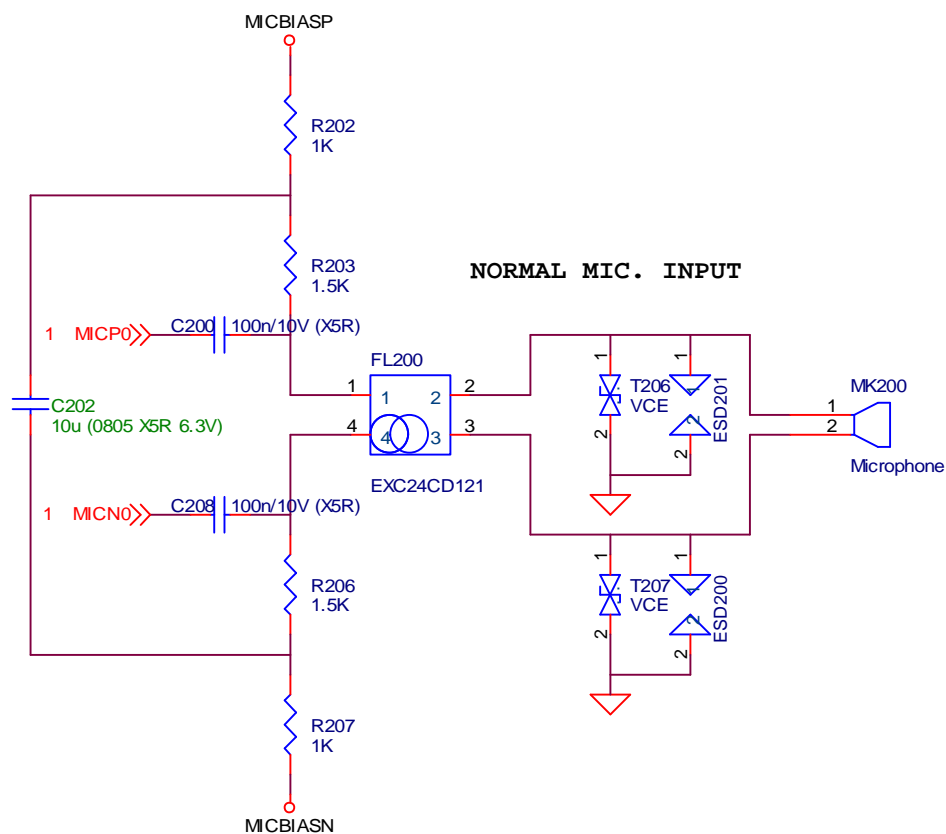 MICBIASP
R202
1K
R203
1.5K
NORMAL MIC. INPUT
1 MICP0
C200 100n/10V (X5R)
FL200
1
1
2
2
4
4
3
3
EXC24CD121
C202
10u (0805 X5R 6.3V)
1
T206
VCE
2
1
1
2
2
ESD201
MK200
1
2
Microphone
1 MICN0
C208 100n/10V (X5R)
R206
1.5K
1
T207
VCE
2
1
1
2
2
ESD200
R207
1K
MICBIASN